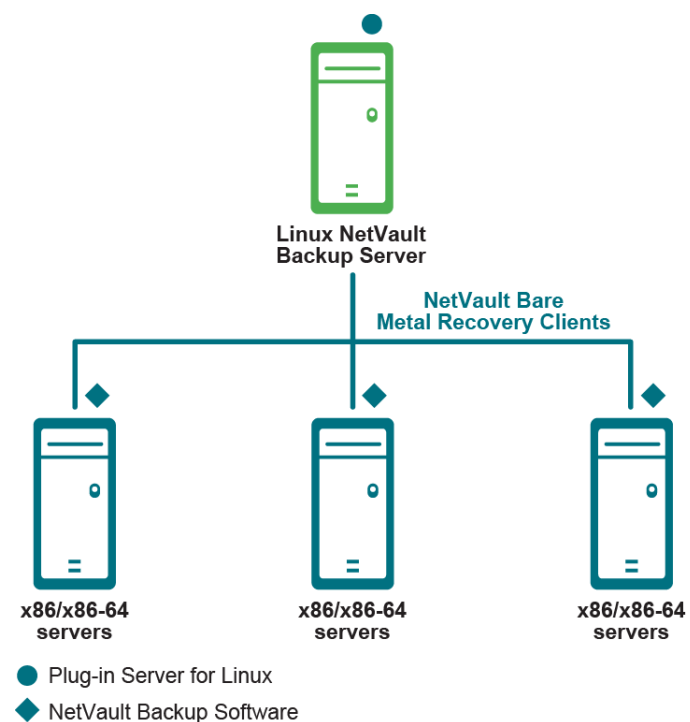 Linux NetVault
Backup Server
NetVault Bare
Metal Recovery Clients
x86/x86-64
servers
x86/x86-64
servers
x86/x86-64
servers
Plug-in Server for Linux
NetVault Backup Software